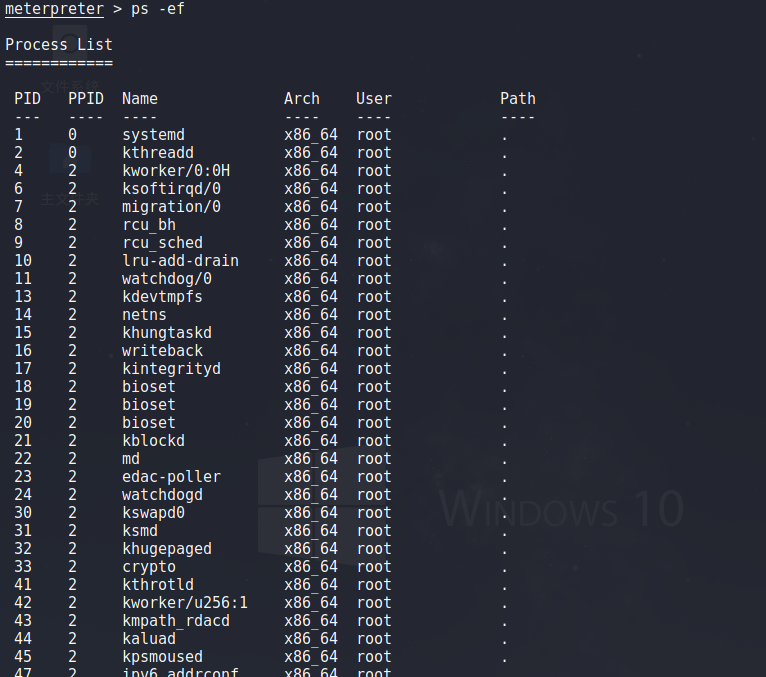 meterpreter > ps -ef
Process List
============
文件系统
PID PPID Name Arch User Path
--- ---- ---- ---- ---- ----
1 0 systemd x86_64 root .
2 0 kthreadd x86_64 root .
4 2 kworker/0:0H x86_64 root .
6 2 ksoftirqd/0 x86_64 root .
7 2 migration/0 x86_64 root .
主文件夹
8 2 rcu_bh x86_64 root .
9 2 rcu_sched x86_64 root .
10 2 lru-add-drain x86_64 root .
11 2 watchdog/0 x86_64 root .
13 2 kdevtmpfs x86_64 root .
14 2 netns x86_64 root .
15 2 khungtaskd x86_64 root .
16 2 writeback x86_64 root .
17 2 kintegrityd x86_64 root .
18 2 bioset x86_64 root .
19 2 bioset x86_64 root .
20 2 bioset x86_64 root .
21 2 kblockd x86_64 root .
22 2 md x86_64 root .
23 2 edac-poller x86_64 root .
24 2 watchdogd x86_64 root .
30 2 kswapd0 x86_64 root .
Windows 10
31 2 ksmd x86_64 root .
32 2 khugepaged x86_64 root .
33 2 crypto x86_64 root .
41 2 kthrotld x86_64 root .
42 2 kworker/u256:1 x86_64 root .
43 2 kmpath_rdacd x86_64 root .
44 2 kaluad x86_64 root .
45 2 kpsmoused x86_64 root .
47 2 ipv6_addrconf x86_64 root .